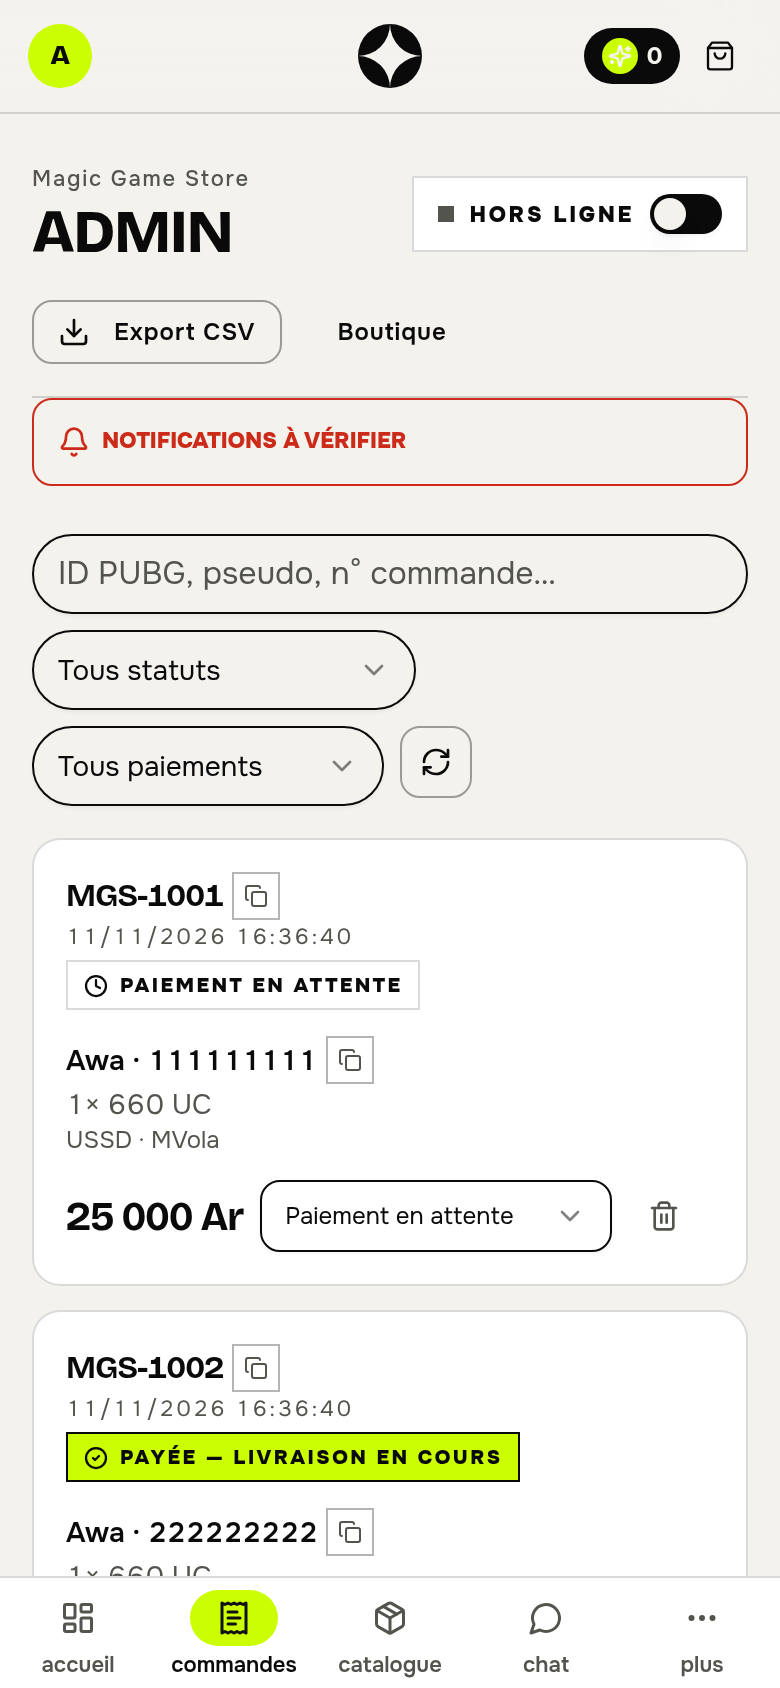 A
0
Magic Game Store
ADMIN
HORS LIGNE
Export CSV
Boutique
NOTIFICATIONS À VÉRIFIER
ID PUBG, pseudo, n° commande...
Tous statuts
Tous paiements
MGS-1001
11/11/2026 16:36:40
PAIEMENT EN ATTENTE
Awa · 111111111
1× 660 UC
USSD · MVola
25 000 Ar
Paiement en attente
MGS-1002
11/11/2026 16:36:40
PAYÉE — LIVRAISON EN COURS
Awa · 222222222
1× 660 UC
accueil
commandes
catalogue
chat
plus